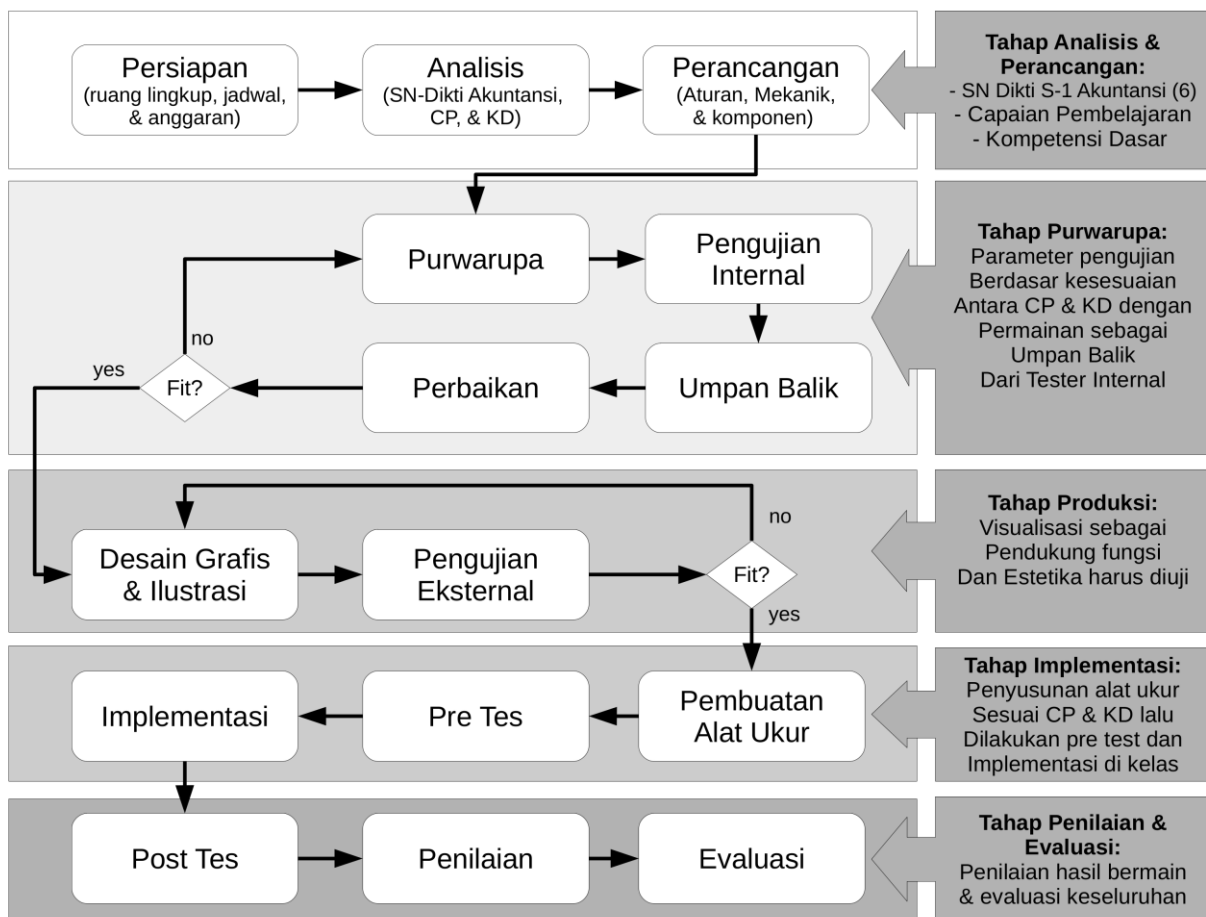 Persiapan
(ruang lingkup, jadwal,
& anggaran)
Analisis
(SN-Dikti Akuntansi,
CP, & KD)
Perancangan
(Aturan, Mekanik,
& komponen)
Tahap Analisis &
Perancangan:
- SN Dikti S-1 Akuntansi (6)
- Capaian Pembelajaran
- Kompetensi Dasar
Purwarupa
Pengujian
Internal
no
yes
Fit?
Perbaikan
Umpan Balik
Tahap Purwarupa:
Parameter pengujian
Berdasar kesesuaian
Antara CP & KD dengan
Permainan sebagai
Umpan Balik
Dari Tester Internal
Desain Grafis
& Ilustrasi
Pengujian
Eksternal
no
Fit?
yes
Tahap Produksi:
Visualisasi sebagai
Pendukung fungsi
Dan Estetika harus diuji
Implementasi
Pre Tes
Pembuatan
Alat Ukur
Tahap Implementasi:
Penyusunan alat ukur
Sesuai CP & KD lalu
Dilakukan pre test dan
Implementasi di kelas
Post Tes
Penilaian
Evaluasi
Tahap Penilaian &
Evaluasi:
Penilaian hasil bermain
& evaluasi keseluruhan